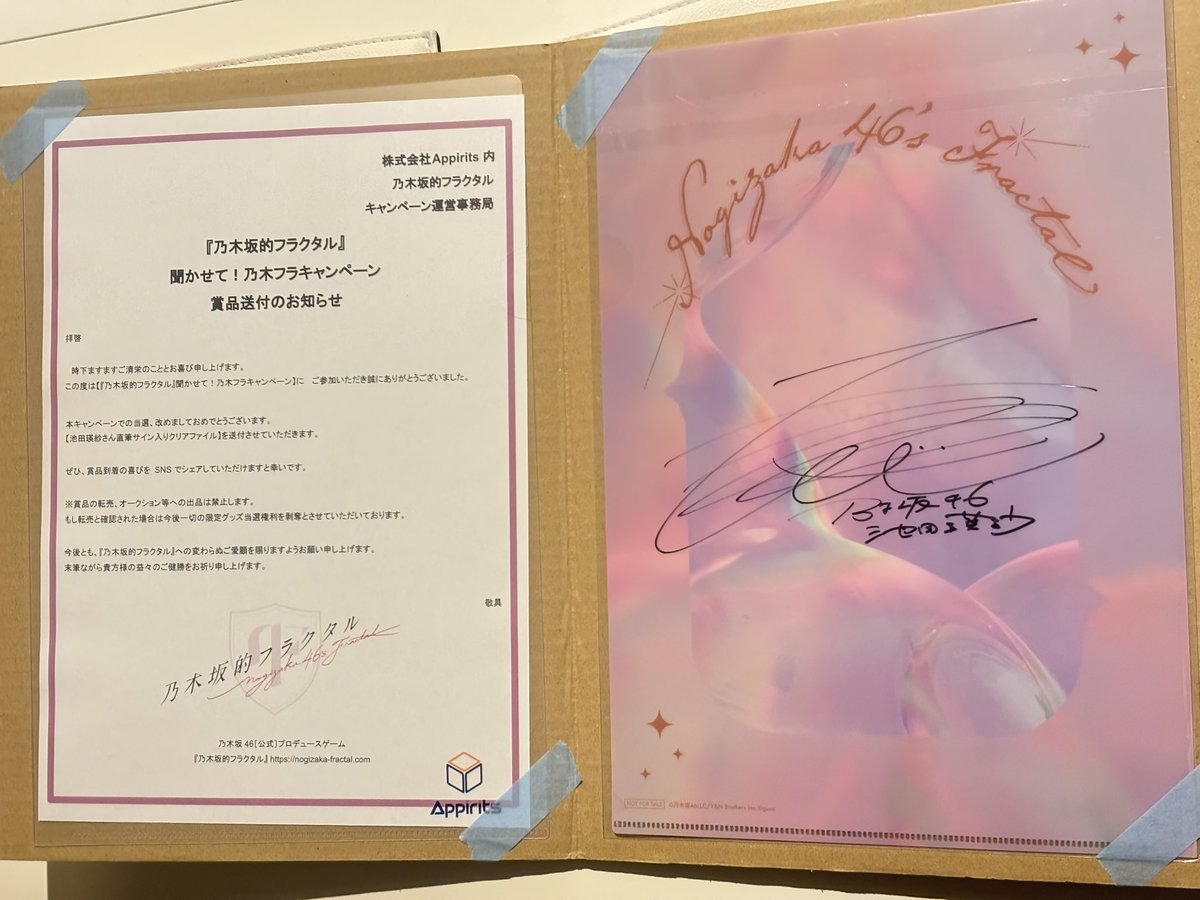 株式会社Appirits 内
乃木坂的フラクタル
キャンペーン運営事務局
『乃木坂的フラクタル』
聞かせて！乃木フラキャンペーン
賞品送付のお知らせ
拝啓
時下ますますご清栄のこととお喜び申し上げます。
この度は【『乃木坂的フラクタル』聞かせて！乃木フラキャンペーン】に　ご参加いただき誠にありがとうございました。
本キャンペーンでの当選、改めましておめでとうございます。
【池田瑛紗さん直筆サイン入りクリアファイル】を送付させていただきます。
ぜひ、賞品到着の喜びを SNS でシェアしていただけますと幸いです。
※賞品の転売、オークション等への出品は禁止します。
もし転売と確認された場合は今後一切の限定グッズ当選権利を剥奪とさせていただいております。
今後とも、『乃木坂的フラクタル』への変わらぬご愛顧を賜りますようお願い申し上げます。
末筆ながら貴方様の益々のご健勝をお祈り申し上げます。
敬具
乃木坂的フラクタル
Nogizaka 46's Fractal
乃木坂 46[公式]プロデュースゲーム
『乃木坂的フラクタル』https://nogizaka-fractal.com
Appirits
Nogizaka 46's Fractal
乃木坂46
池田瑛紗
NOT FOR SALE ©乃木坂46LLC/Y&N Brothers Inc.